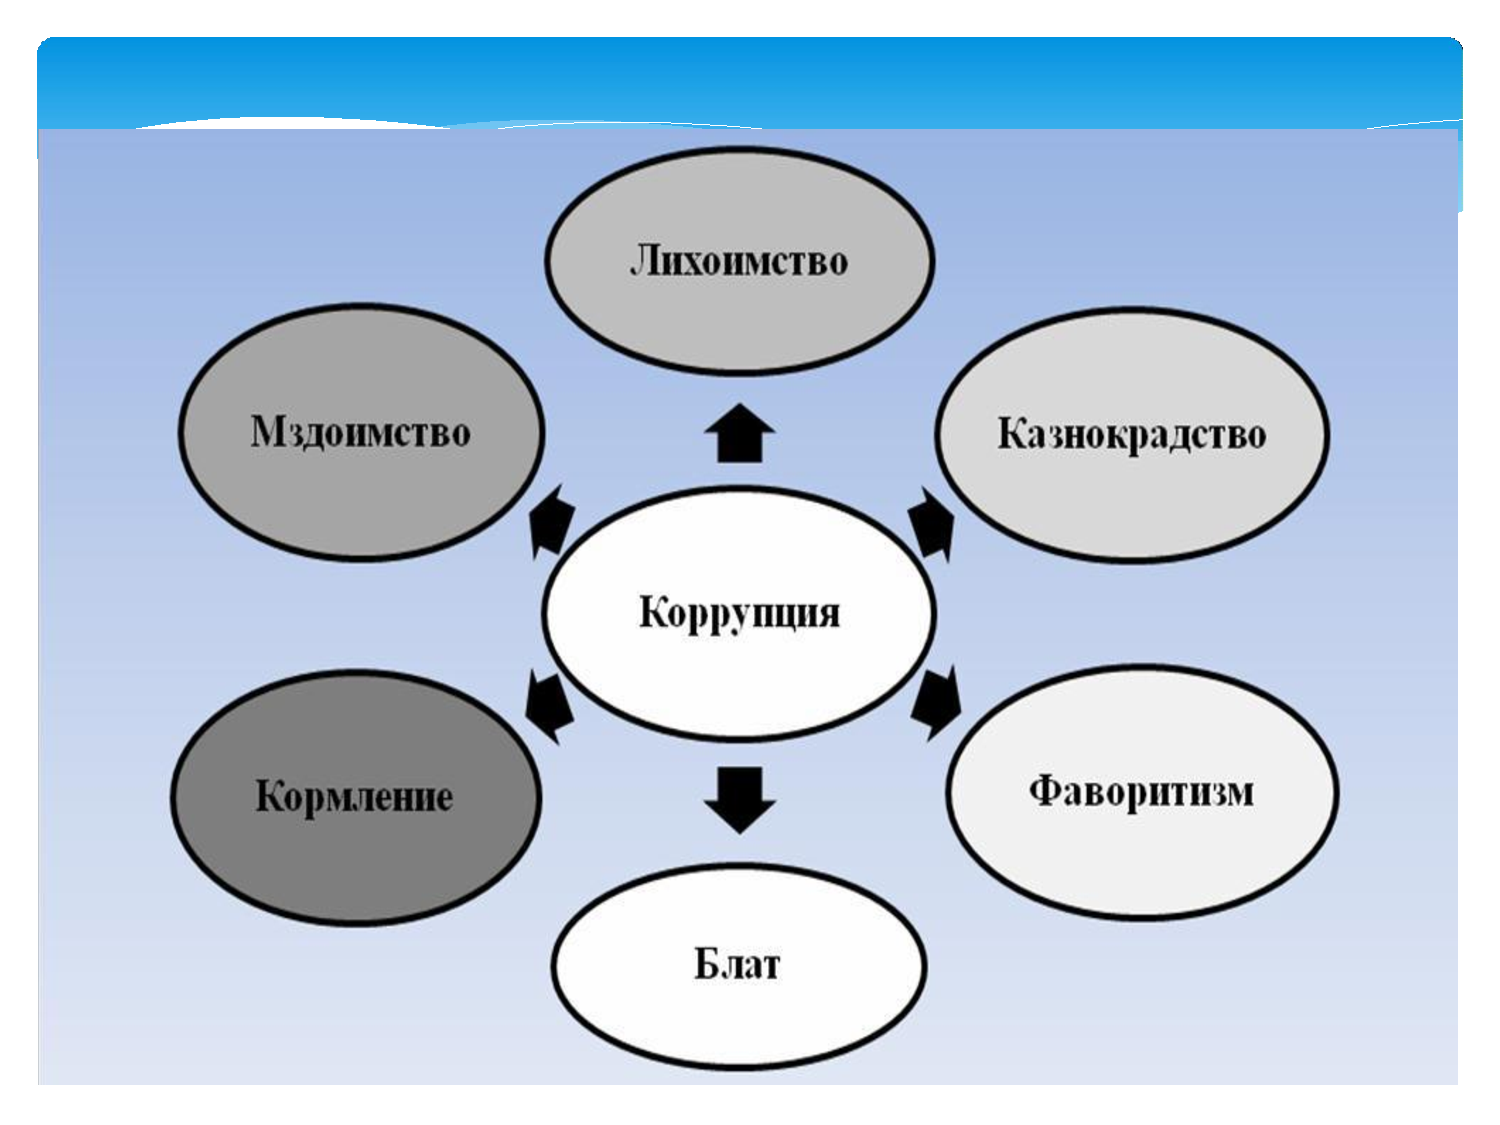 Лихоимство
Мздоимство
Казнокрадство
Коррупция
Кормление
Фаворитизм
Блат